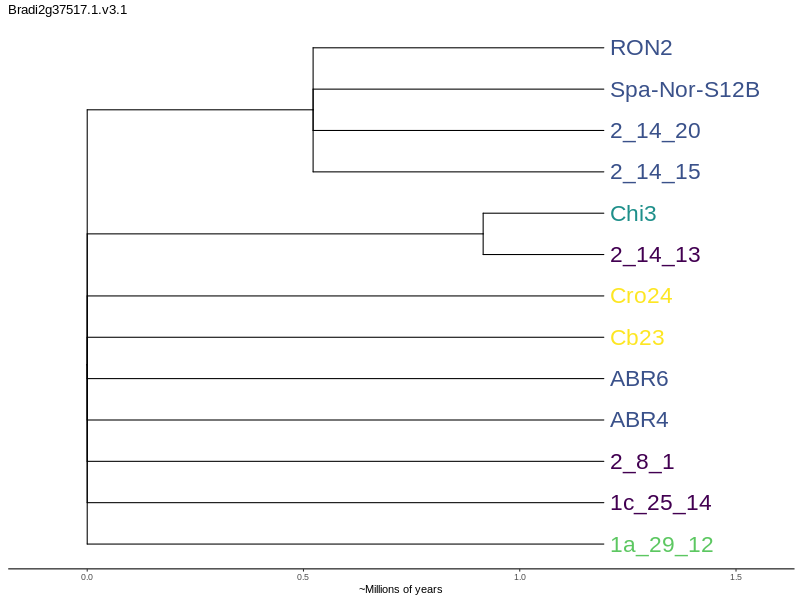 Bradi2g37517.1.v3.1
RON2
Spa-Nor-S12B
2_14_20
2_14_15
Chi3
2_14_13
Cro24
Cb23
ABR6
ABR4
2_8_1
1c_25_14
1a_29_12
0.0 0.5 1.0 1.5
~Millions of years